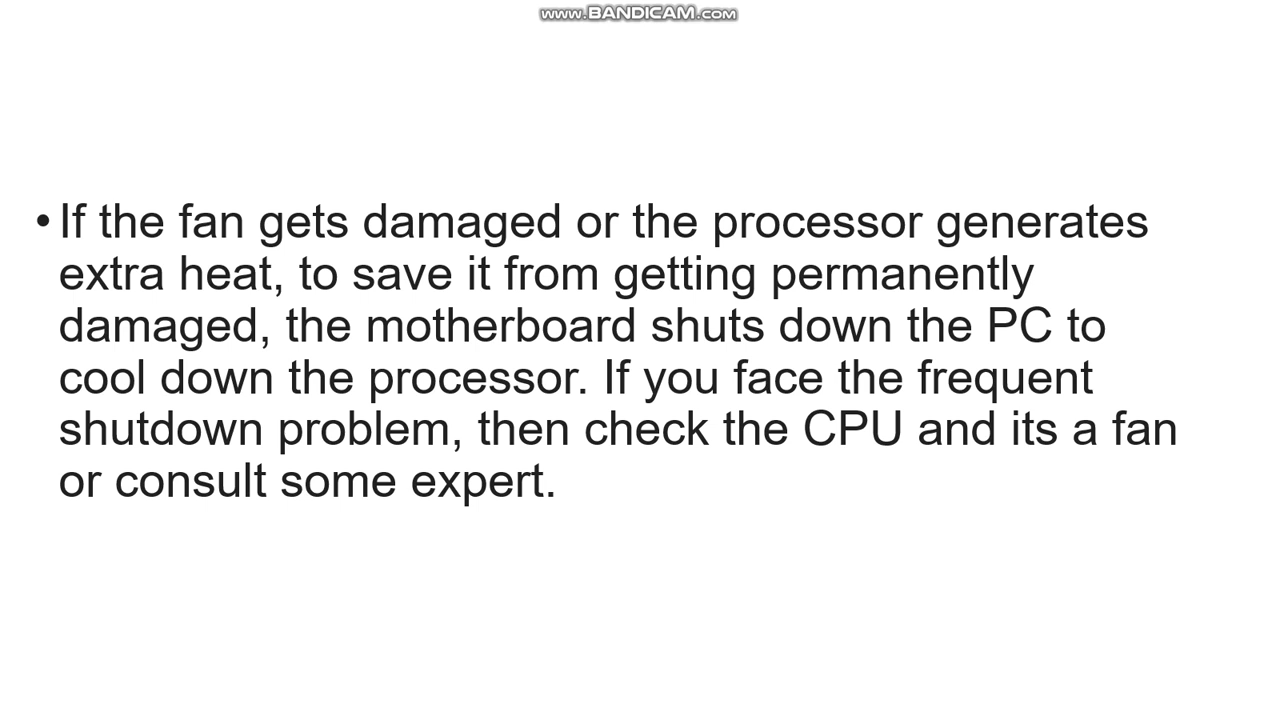 www.BANDICAM.com
• If the fan gets damaged or the processor generates
extra heat, to save it from getting permanently
damaged, the motherboard shuts down the PC to
cool down the processor. If you face the frequent
shutdown problem, then check the CPU and its a fan
or consult some expert.